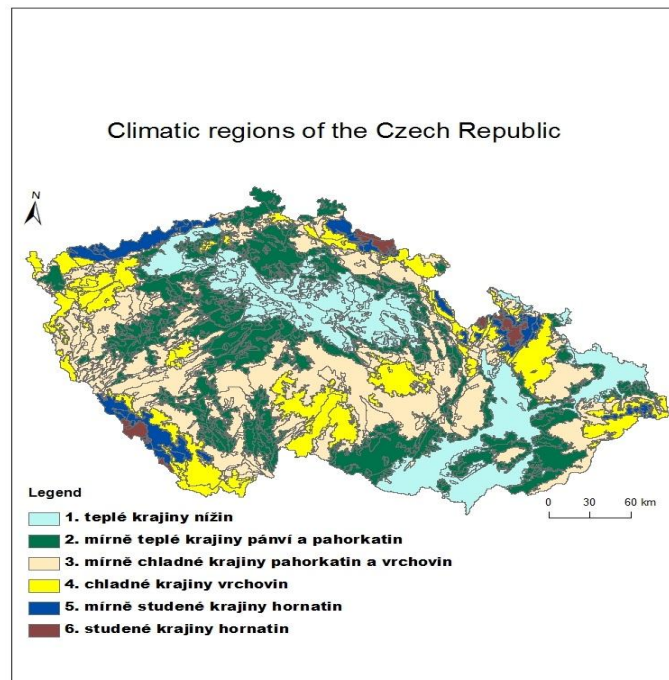 Climatic regions of the Czech Republic
N
Legend
1. teplé krajiny nížin
2. mírně teplé krajiny pánví a pahorkatin
3. mírně chladné krajiny pahorkatin a vrchovin
4. chladné krajiny vrchovin
5. mírně studené krajiny hornatin
6. studené krajiny hornatin
0 30 60 km